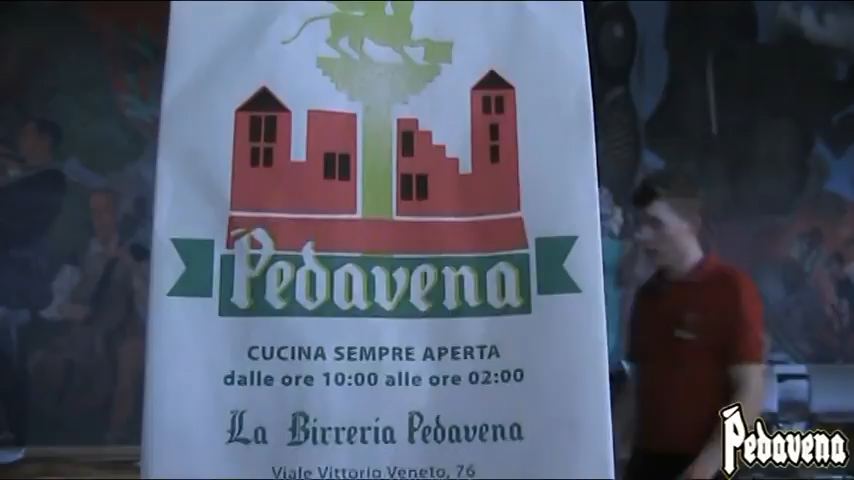 Pedavena
CUCINA SEMPRE APERTA
dalle ore 10:00 alle ore 02:00
La Birreria Pedavena
Viale Vittorio Veneto, 76
Pedavena